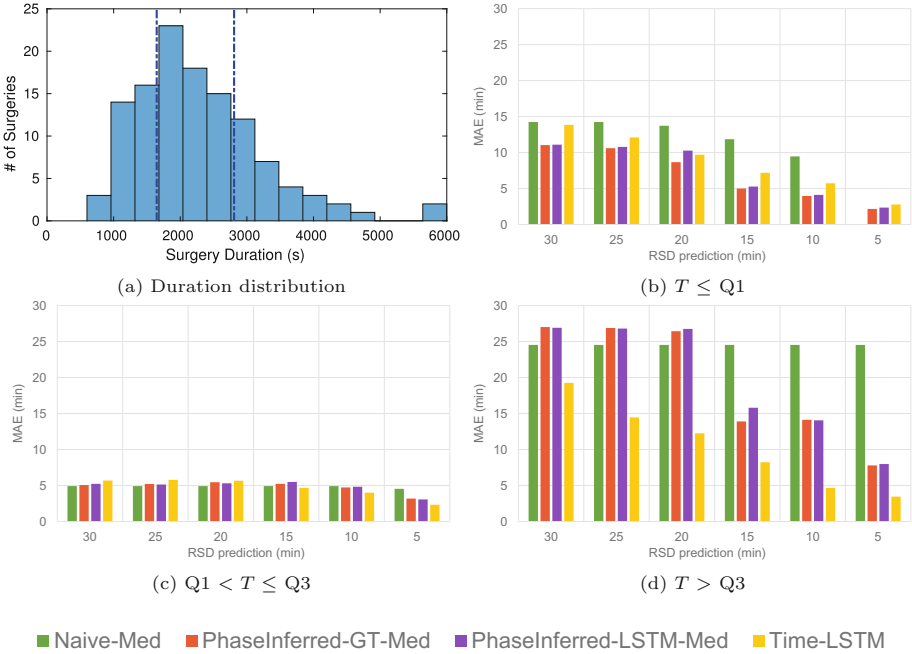 25
20
15
10
5
0
# of Surgeries
0 1000 2000 3000 4000 5000 6000
Surgery Duration (s)
(a) Duration distribution
30
25
20
15
10
5
0
MAE (min)
30 25 20 15 10 5
RSD prediction (min)
(b) T ≤ Q1
30
25
20
15
10
5
0
MAE (min)
30 25 20 15 10 5
RSD prediction (min)
(c) Q1 < T ≤ Q3
30
25
20
15
10
5
0
MAE (min)
30 25 20 15 10 5
RSD prediction (min)
(d) T > Q3
Naive-Med PhaseInferred-GT-Med PhaseInferred-LSTM-Med Time-LSTM